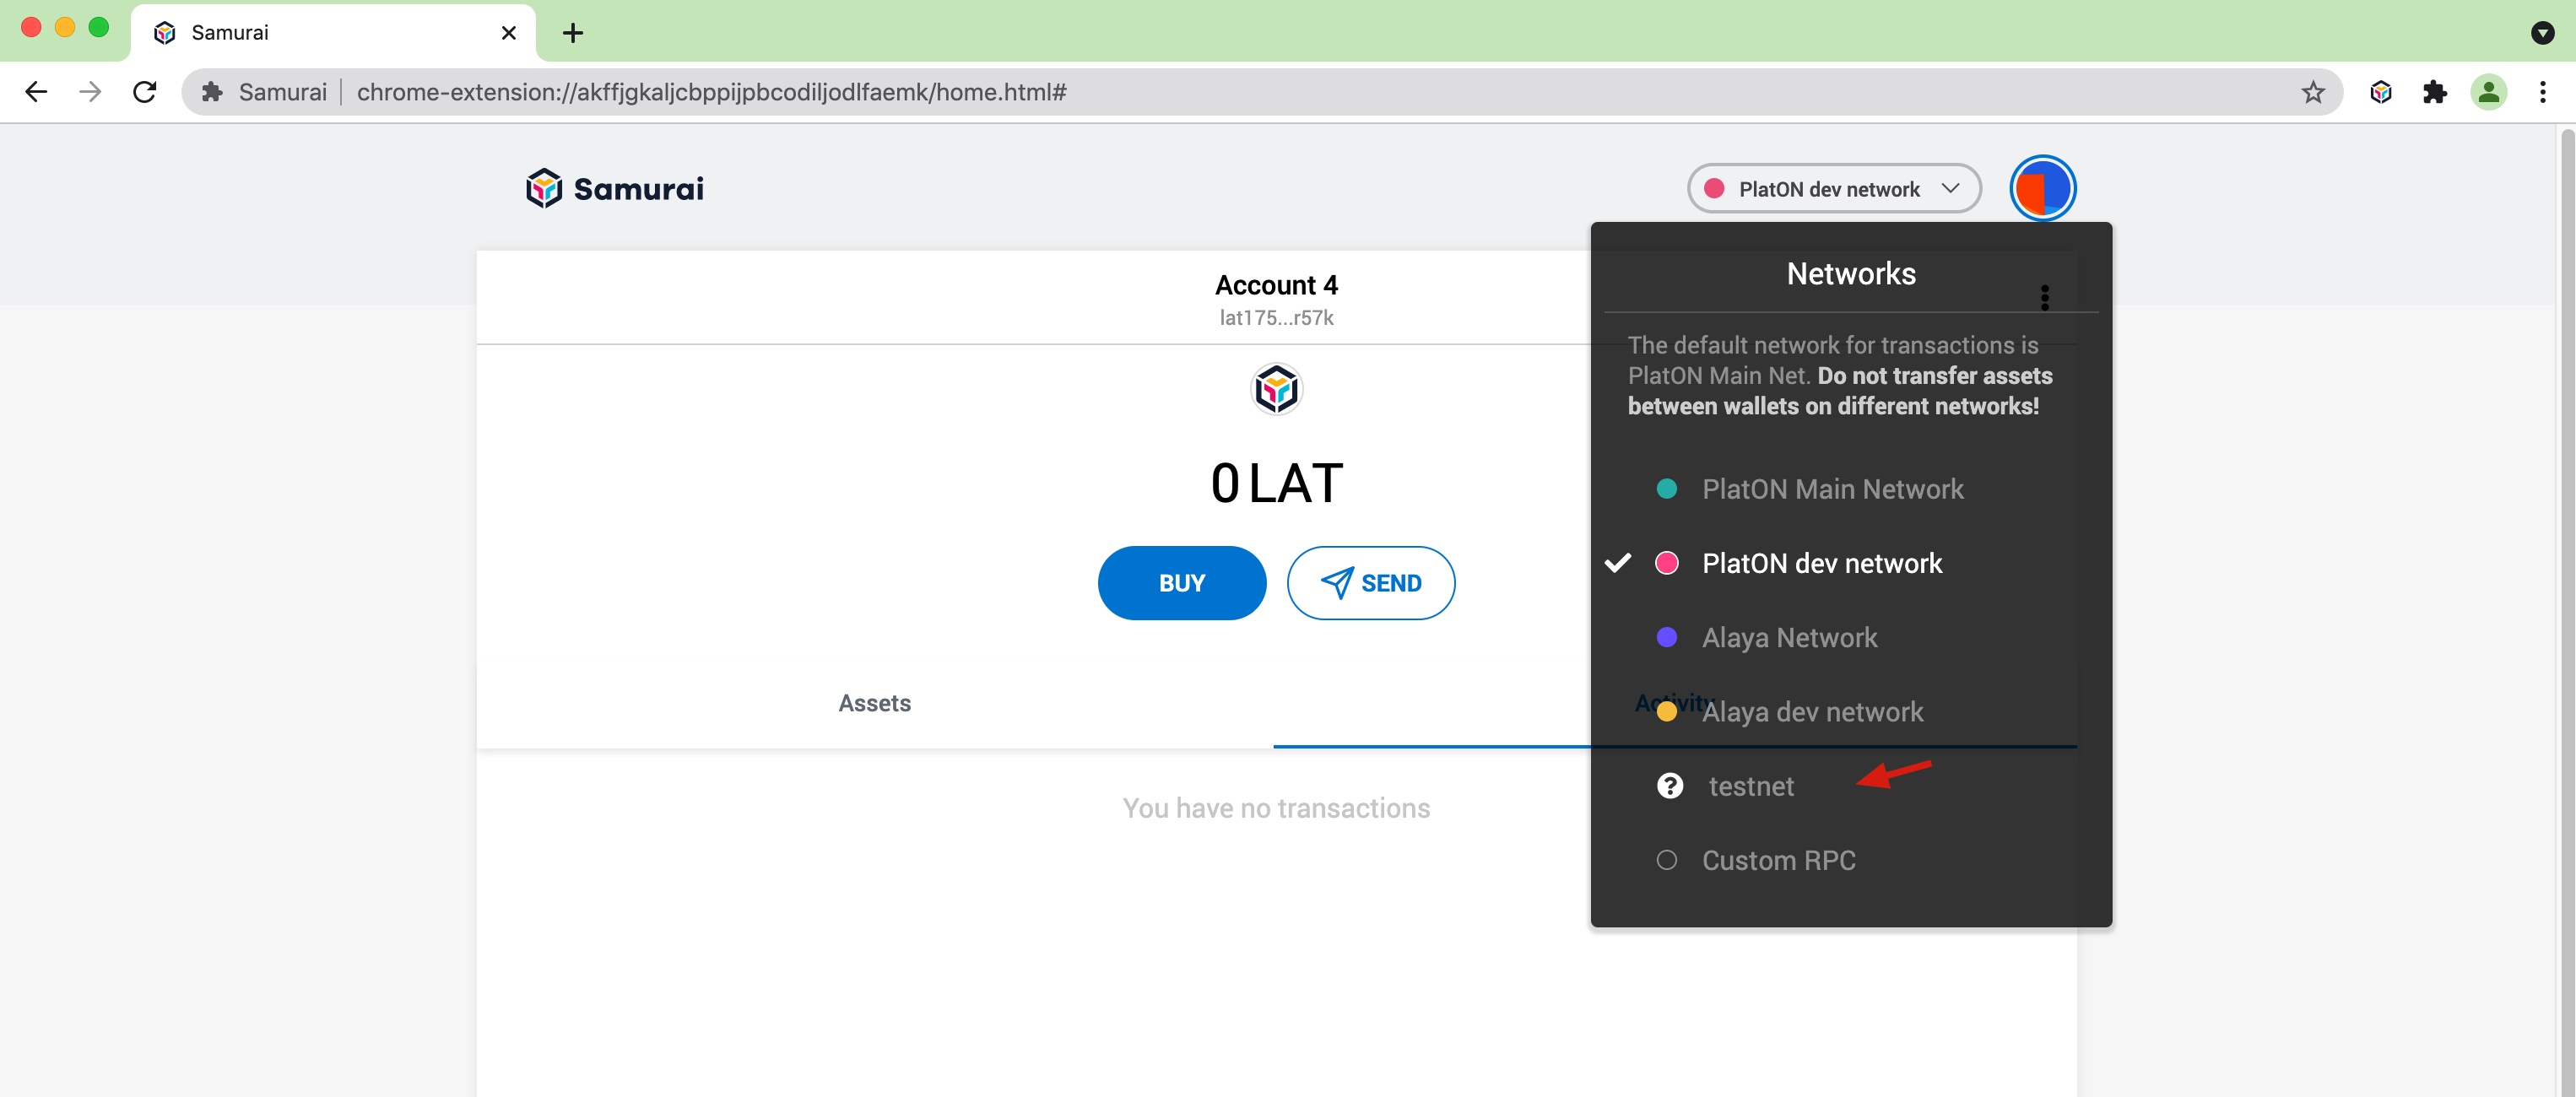 Samurai
Samurai | chrome-extension://akffjgkaljcbppijpbcodiljodlfaemk/home.html#
Samurai
PlatON dev network
Account 4
lat175...r57k
0 LAT
BUY
SEND
Assets
Activity
You have no transactions
Networks
The default network for transactions is
PlatON Main Net. Do not transfer assets
between wallets on different networks!
PlatON Main Network
PlatON dev network
Alaya Network
Alaya dev network
? testnet
Custom RPC